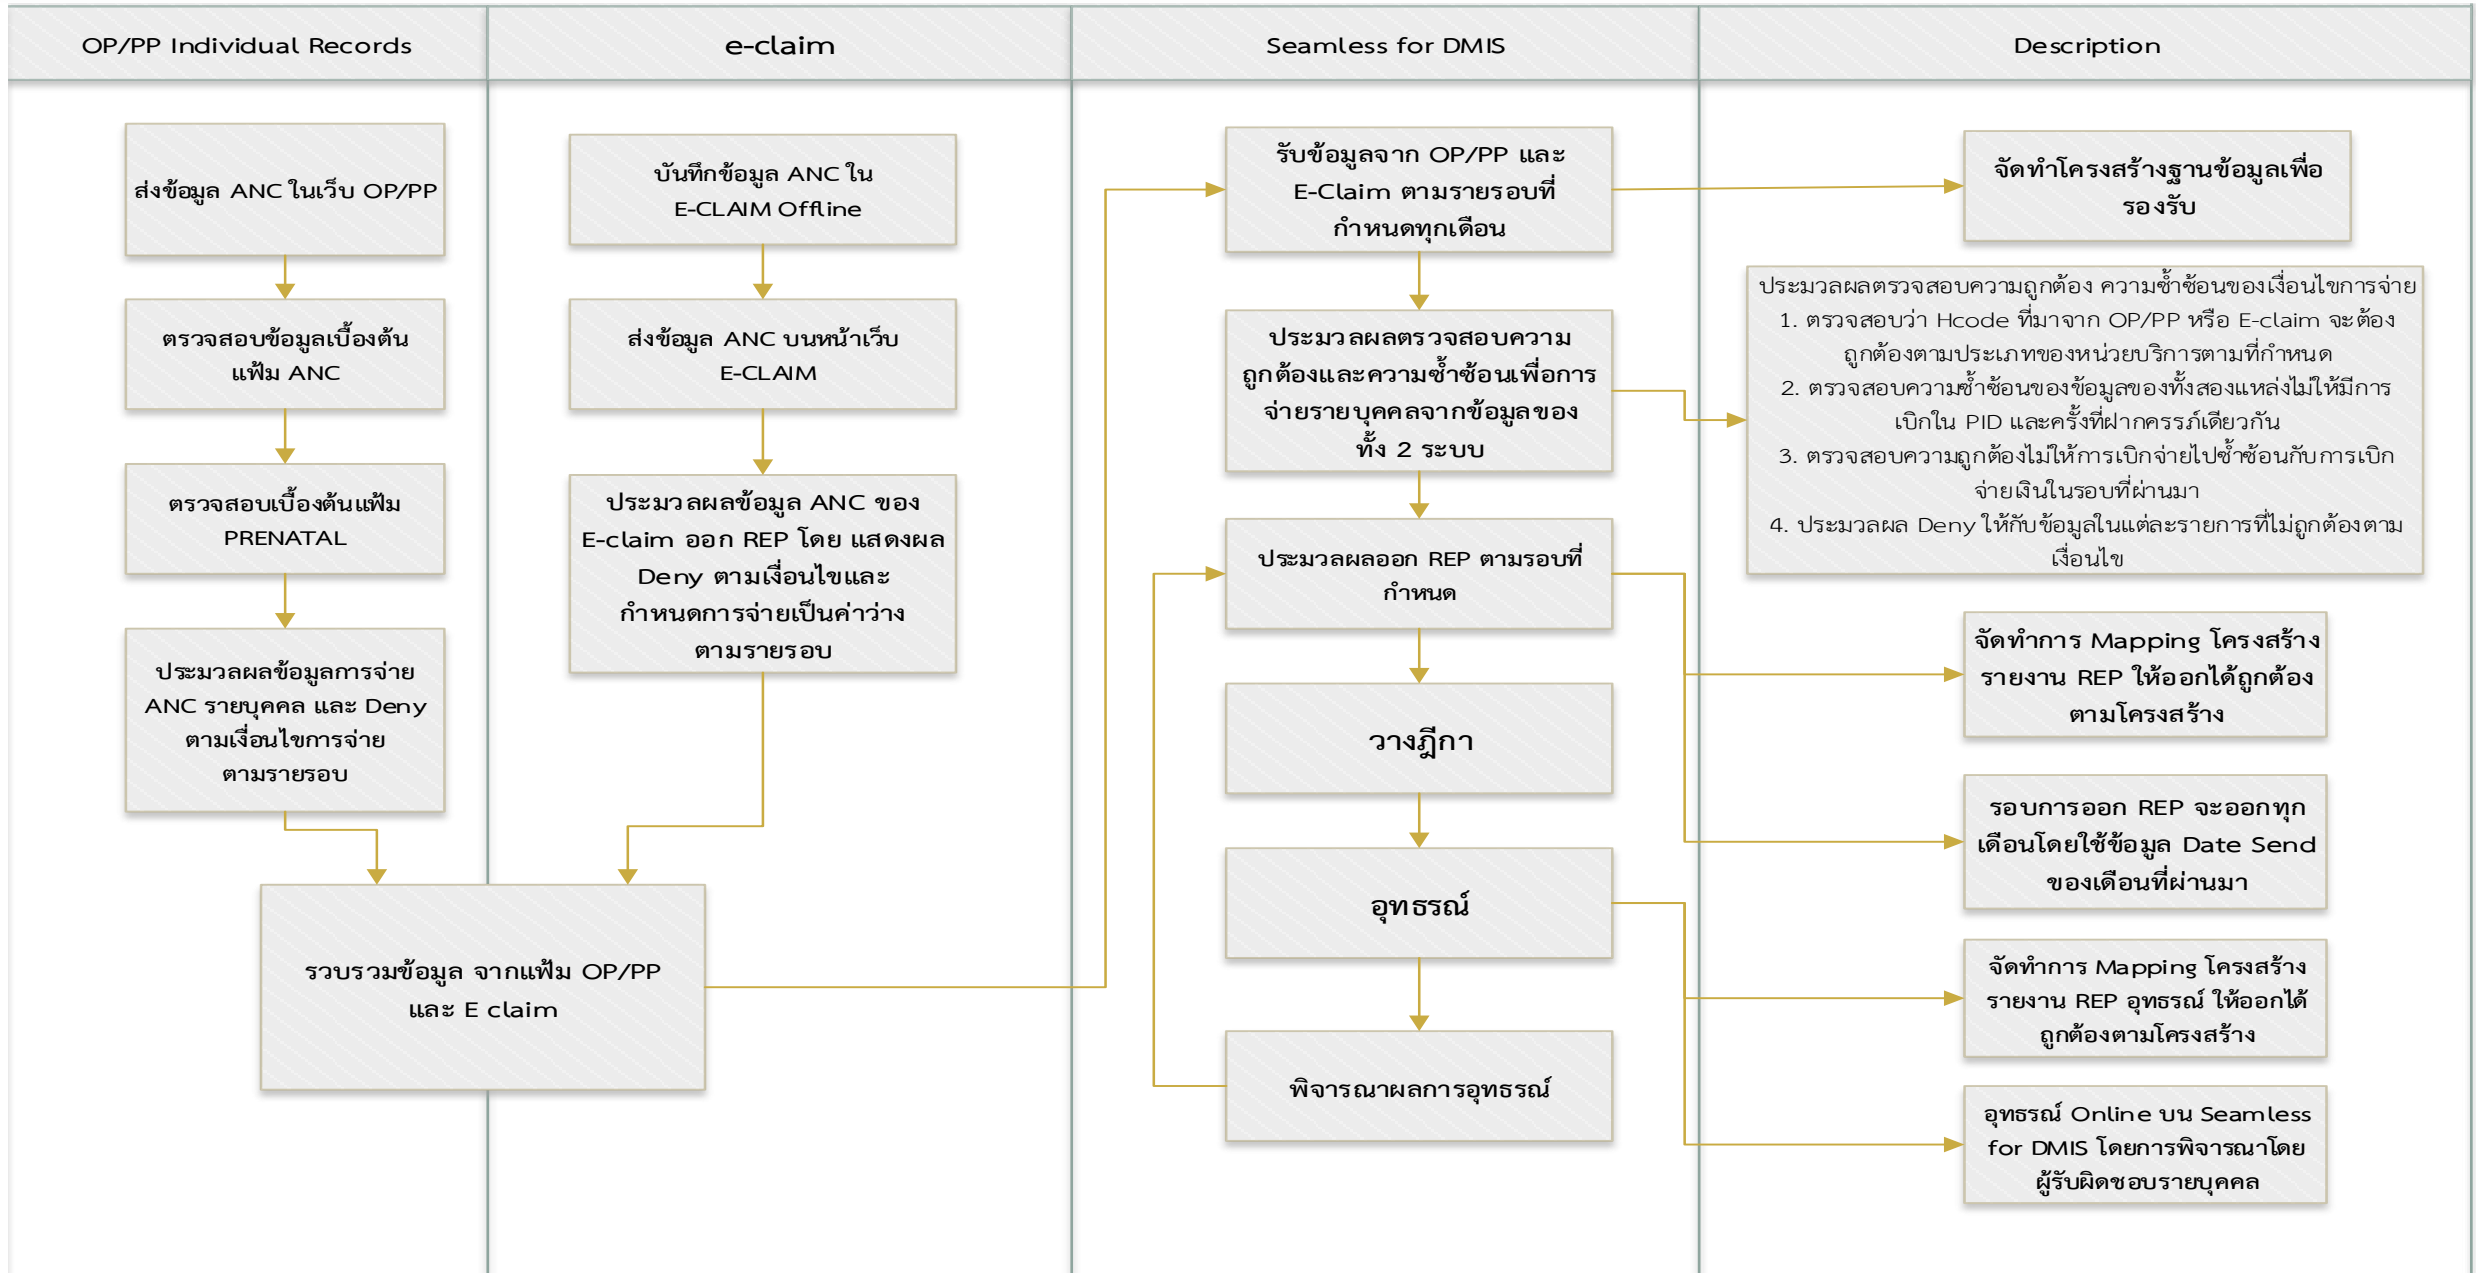 OP/PP Individual Records
e-claim
Seamless for DMIS
Description
ส่งข้อมูล ANC ในเว็บ OP/PP
ตรวจสอบข้อมูลเบื้องต้น
แฟ้ม ANC
ตรวจสอบเบื้องต้นแฟ้ม
PRENATAL
ประมวลผลข้อมูลการจ่าย
ANC รายบุคคล และ Deny
ตามเงื่อนไขการจ่าย
ตามรายรอบ
บันทึกข้อมูล ANC ใน
E-CLAIM Offline
ส่งข้อมูล ANC บนหน้าเว็บ
E-CLAIM
ประมวลผลข้อมูล ANC ของ
E-claim ออก REP โดย แสดงผล
Deny ตามเงื่อนไขและ
กำหนดการจ่ายเป็นค่าว่าง
ตามรายรอบ
รวบรวมข้อมูล จากแฟ้ม OP/PP
และ E claim
รับข้อมูลจาก OP/PP และ
E-Claim ตามรายรอบที่
กำหนดทุกเดือน
ประมวลผลตรวจสอบความ
ถูกต้องและความซ้ำซ้อนเพื่อการ
จ่ายรายบุคคลจากข้อมูลของ
ทั้ง 2 ระบบ
ประมวลผลออก REP ตามรอบที่
กำหนด
วางฎีกา
อุทธรณ์
พิจารณาผลการอุทธรณ์
จัดทำโครงสร้างฐานข้อมูลเพื่อ
รองรับ
ประมวลผลตรวจสอบความถูกต้อง ความซ้ำซ้อนของเงื่อนไขการจ่าย
1. ตรวจสอบว่า Hcode ที่มาจาก OP/PP หรือ E-claim จะต้อง
ถูกต้องตามประเภทของหน่วยบริการตามที่กำหนด
2. ตรวจสอบความซ้ำซ้อนของข้อมูลของทั้งสองแหล่งไม่ให้มีการ
เบิกใน PID และครั้งที่ฝากครรภ์เดียวกัน
3. ตรวจสอบความถูกต้องไม่ให้การเบิกจ่ายไปซ้ำซ้อนกับการเบิก
จ่ายเงินในรอบที่ผ่านมา
4. ประมวลผล Deny ให้กับข้อมูลในแต่ละรายการที่ไม่ถูกต้องตาม
เงื่อนไข
จัดทำการ Mapping โครงสร้าง
รายงาน REP ให้ออกได้ถูกต้อง
ตามโครงสร้าง
รอบการออก REP จะออกทุก
เดือนโดยใช้ข้อมูล Date Send
ของเดือนที่ผ่านมา
จัดทำการ Mapping โครงสร้าง
รายงาน REP อุทธรณ์ ให้ออกได้
ถูกต้องตามโครงสร้าง
อุทธรณ์ Online บน Seamless
for DMIS โดยการพิจารณาโดย
ผู้รับผิดชอบรายบุคคล